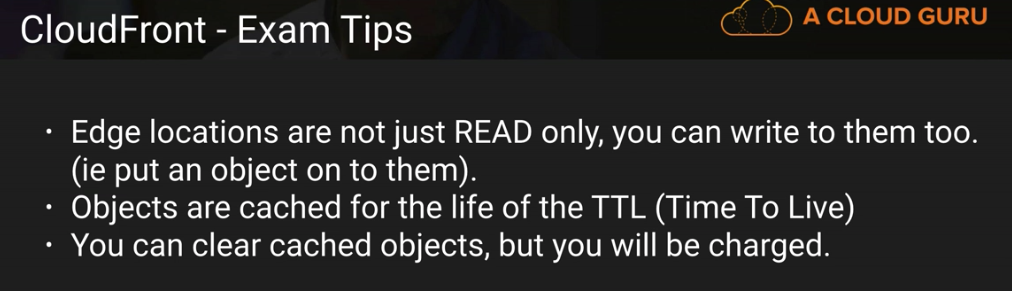 CloudFront - Exam Tips
A CLOUD GURU
• Edge locations are not just READ only, you can write to them too.
(ie put an object on to them).
• Objects are cached for the life of the TTL (Time To Live)
• You can clear cached objects, but you will be charged.